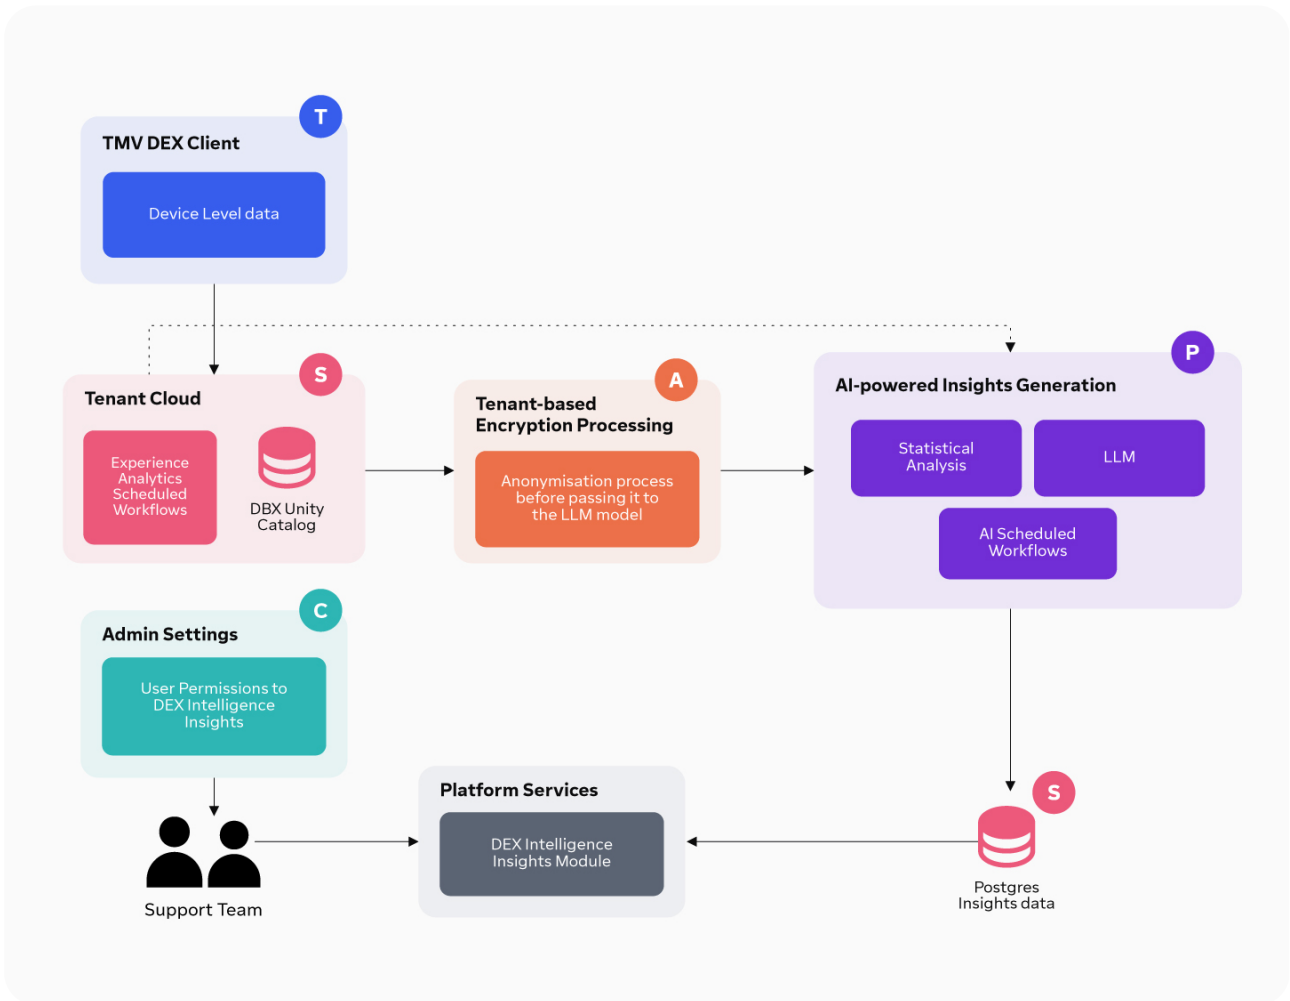 T
TMV DEX Client
Device Level data
S
Tenant Cloud
Experience
Analytics
Scheduled
Workflows
DBX Unity
Catalog
A
Tenant-based
Encryption Processing
Anonymisation process
before passing it to
the LLM model
P
AI-powered Insights Generation
Statistical
Analysis
LLM
AI Scheduled
Workflows
C
Admin Settings
User Permissions to
DEX Intelligence
Insights
Support Team
Platform Services
DEX Intelligence
Insights Module
S
Postgres
Insights data